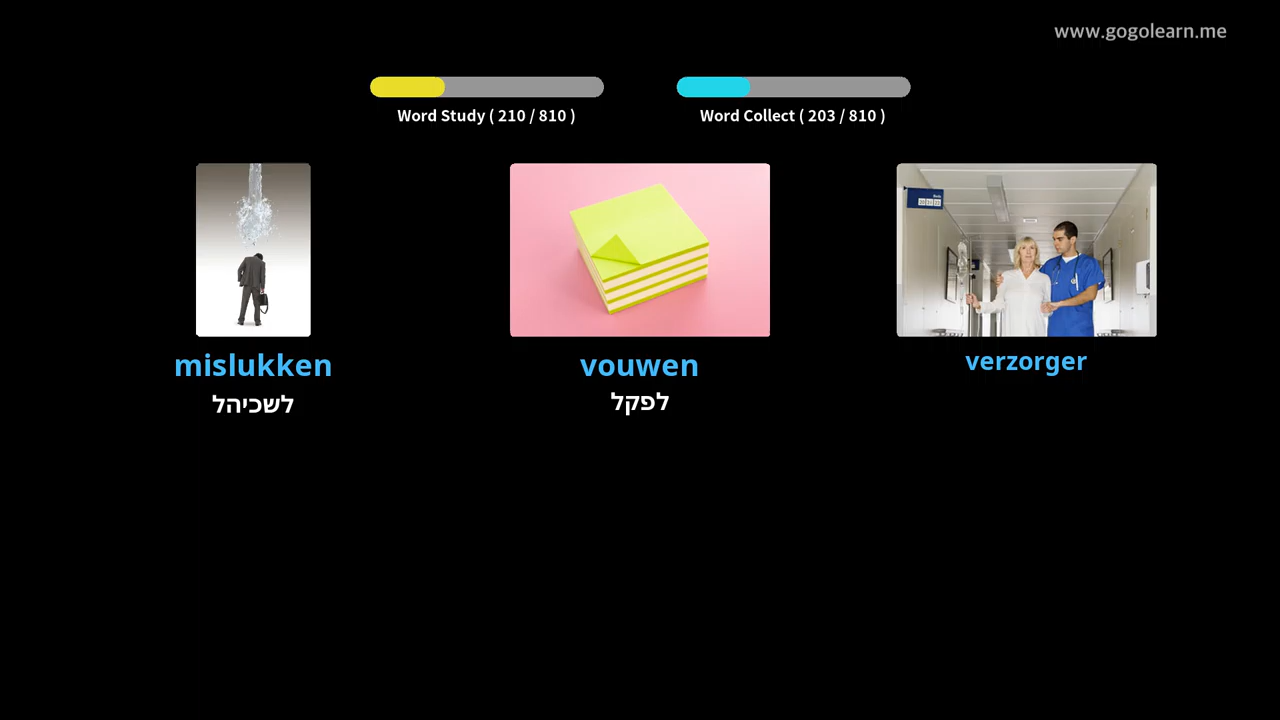 www.gogolearn.me
Word Study ( 210 / 810 )
Word Collect ( 203 / 810 )
mislukken
לשכיהל
vouwen
לפקל
verzorger